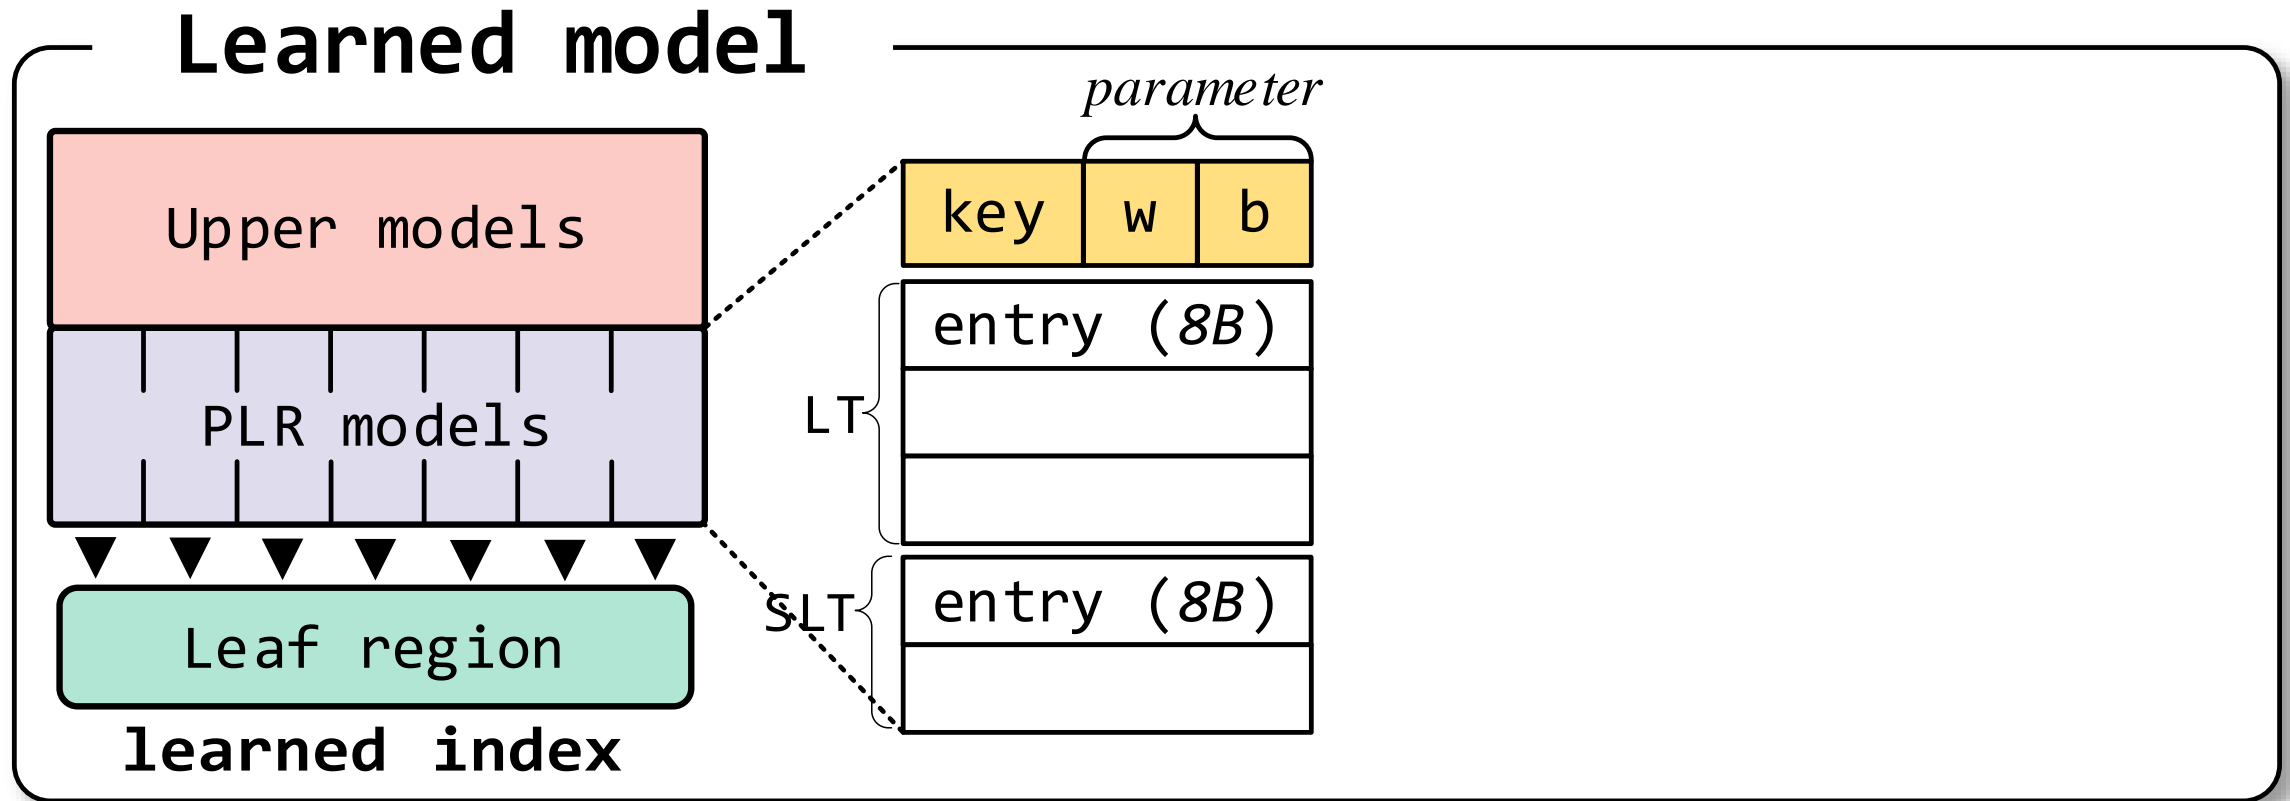 Learned model
parameter
Upper models
key w b
entry (8B)
PLR models
LT
SLT
entry (8B)
Leaf region
learned index